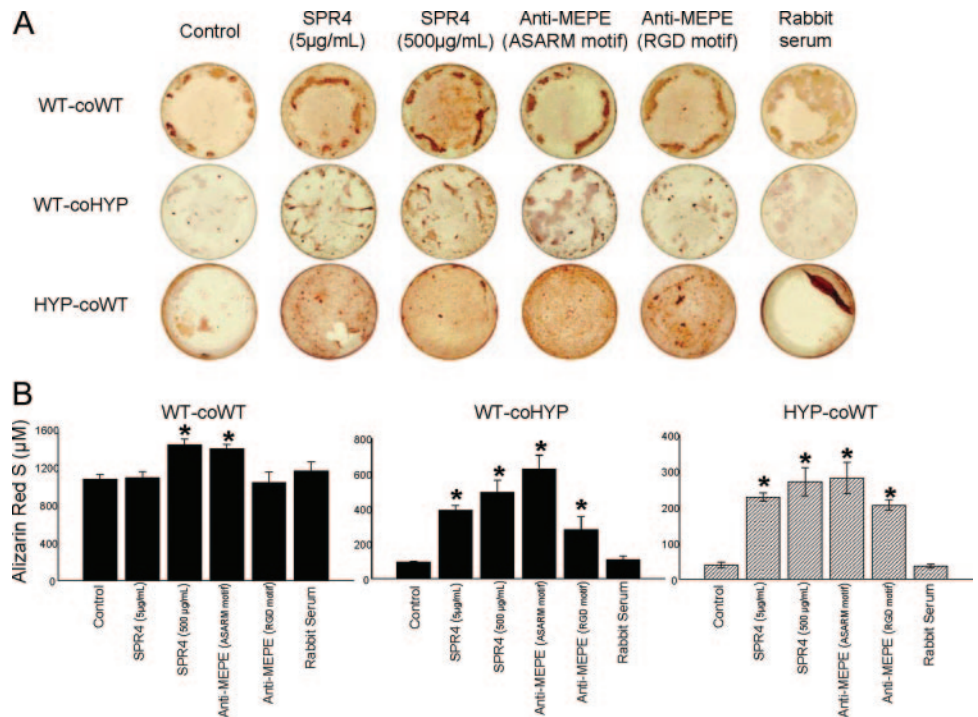 A
Control
SPR4
(5µg/mL)
SPR4
(500µg/mL)
Anti-MEPE
(ASARM motif)
Anti-MEPE
(RGD motif)
Rabbit
serum
WT-coWT
WT-coHYP
HYP-coWT
B
WT-coWT
WT-coHYP
HYP-coWT
Alizarin Red S (µM)
1600
1200
800
400
0
* *
Control
SPR4 (5µg/mL)
SPR4 (500 µg/mL)
Anti-MEPE (ASARM motif)
Anti-MEPE (RGD motif)
Rabbit Serum
800
600
400
200
0
* * * *
Control
SPR4 (5µg/mL)
SPR4 (500 µg/mL)
Anti-MEPE (ASARM motif)
Anti-MEPE (RGD motif)
Rabbit Serum
400
300
200
100
0
* * * *
Control
SPR4 (5µg/mL)
SPR4 (500 µg/mL)
Anti-MEPE (ASARM motif)
Anti-MEPE (RGD motif)
Rabbit Serum